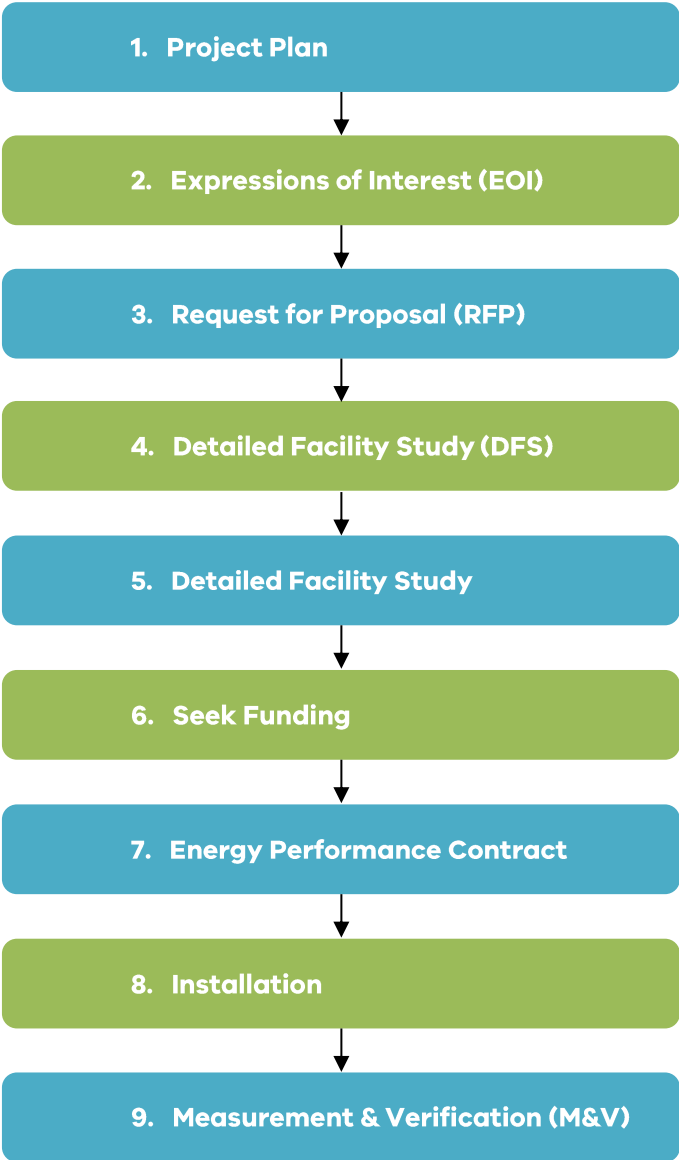 1. Project Plan
2. Expressions of Interest (EOI)
3. Request for Proposal (RFP)
4. Detailed Facility Study (DFS)
5. Detailed Facility Study
6. Seek Funding
7. Energy Performance Contract
8. Installation
9. Measurement & Verification (M&V)